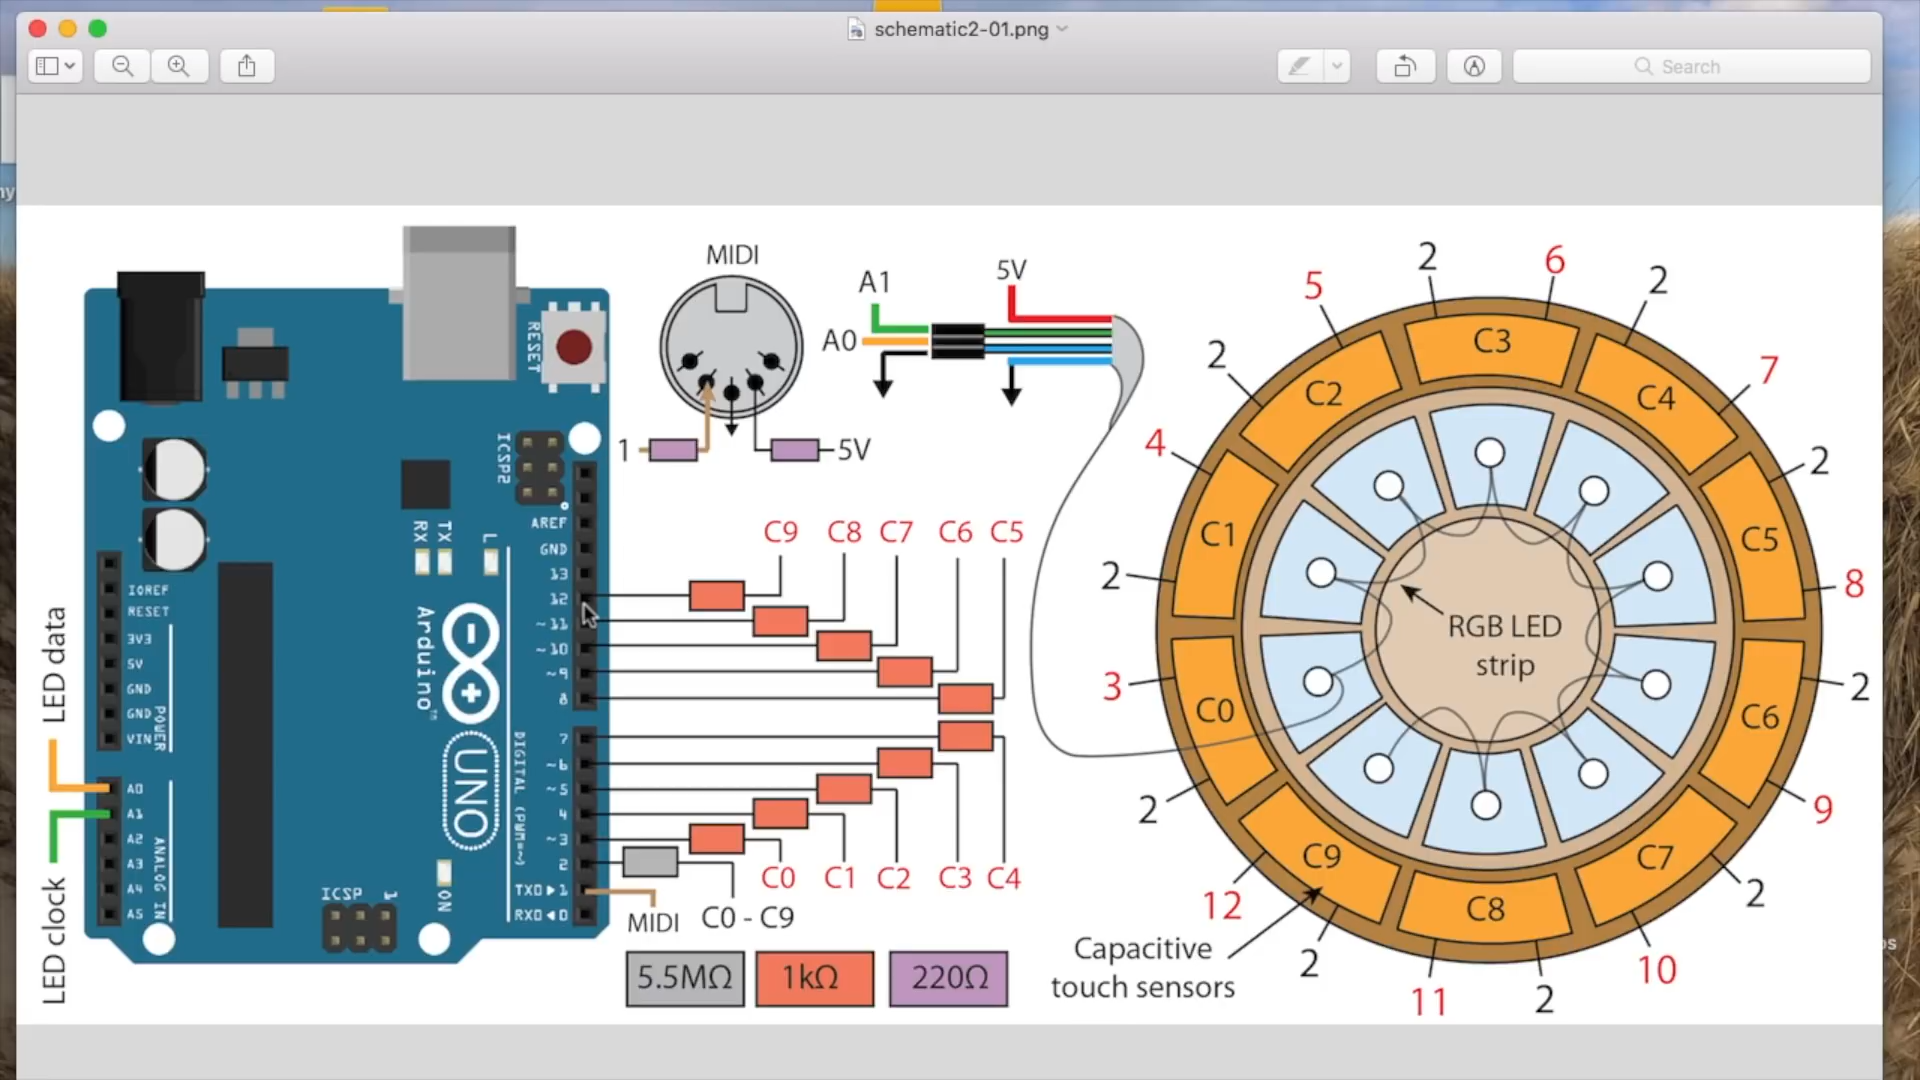 schematic2-01.png
Search
MIDI
A1
5V
A0
1
5V
RESET
ICSP2
AREF
GND
13
12
~11
~10
~9
8
7
~6
~5
4
~3
2
TX0▶1
RX0◀0
DIGITAL (PWM=~)
RX
TX
L
Arduino™
UNO
ON
ICSP
1
IOREF
RESET
3V3
5V
GND
GND
VIN
POWER
A0
A1
A2
A3
A4
A5
ANALOG IN
LED data
LED clock
C9 C8 C7 C6 C5
C0 C1 C2 C3 C4
MIDI
C0 - C9
5.5MΩ
1kΩ
220Ω
Capacitive
touch sensors
RGB LED
strip
C0
C1
C2
C3
C4
C5
C6
C7
C8
C9
3
2
4
2
5
2
6
2
7
2
8
2
9
2
10
2
11
2
12
2